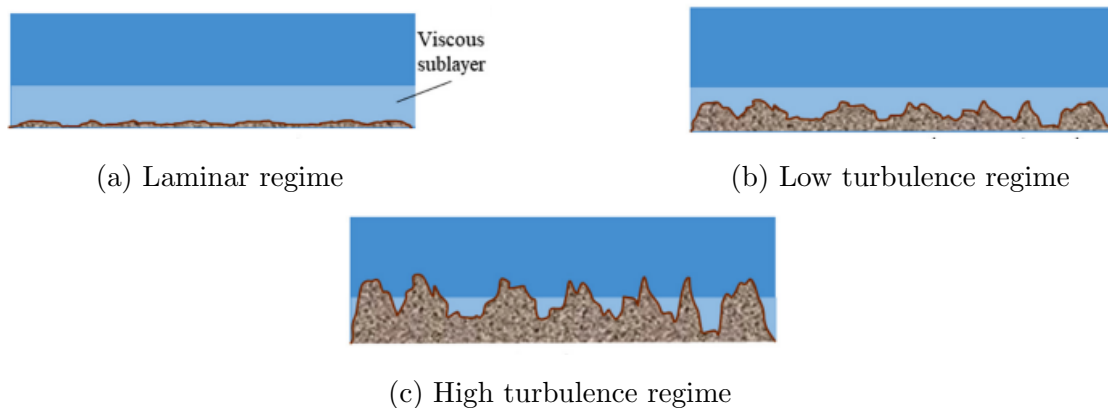 Viscous
sublayer
(a) Laminar regime
(b) Low turbulence regime
(c) High turbulence regime